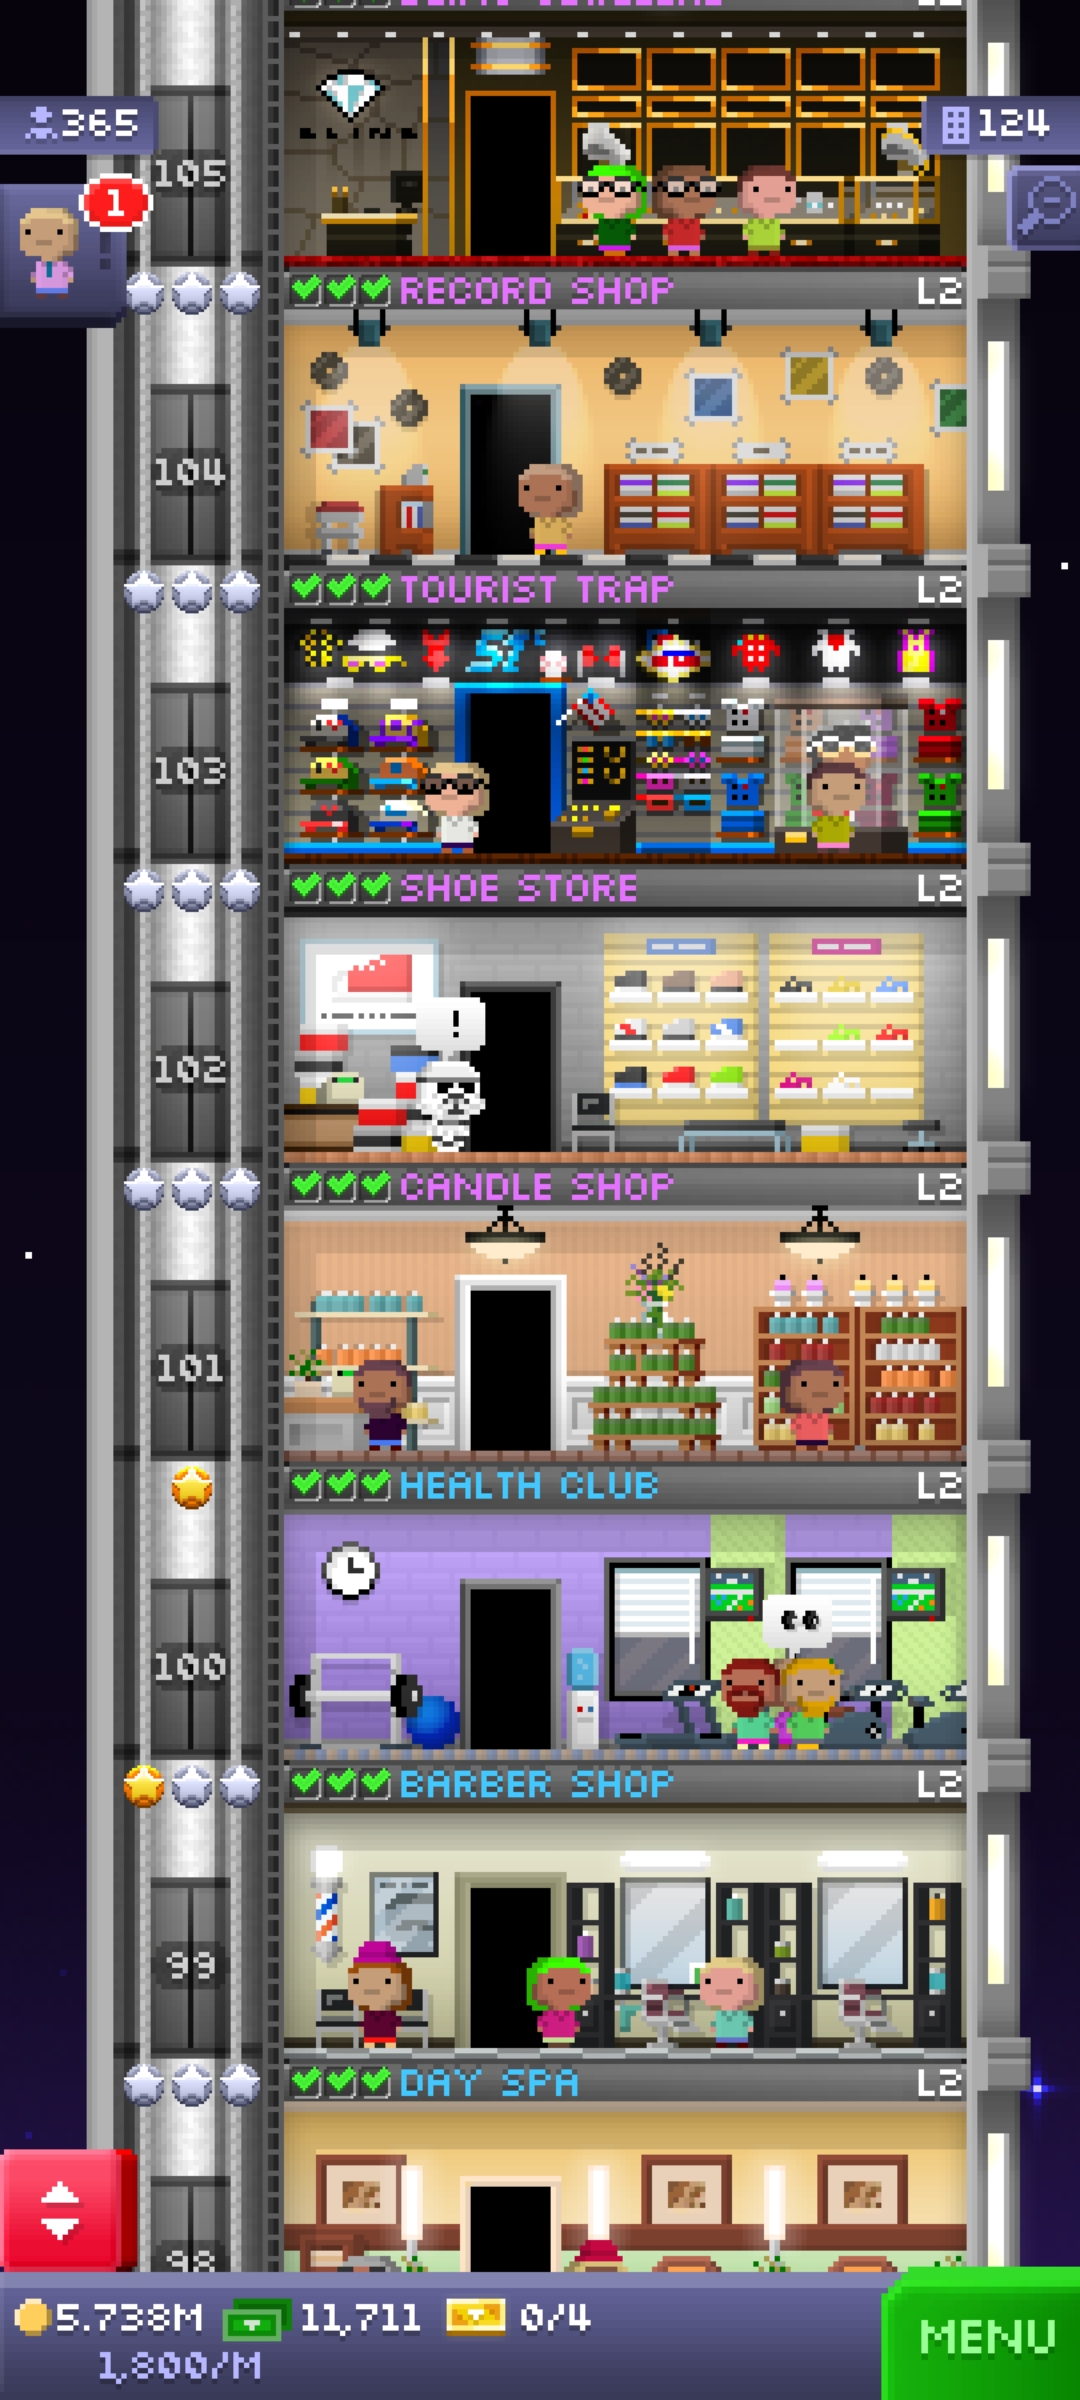 365
124
105
1
BLING
RECORD SHOP L2
104
TOURIST TRAP L2
103
SHOE STORE L2
!
102
CANDLE SHOP L2
101
HEALTH CLUB L2
100
BARBER SHOP L2
99
DAY SPA L2
98
5.738M 11,711 0/4
1,800/M
MENU